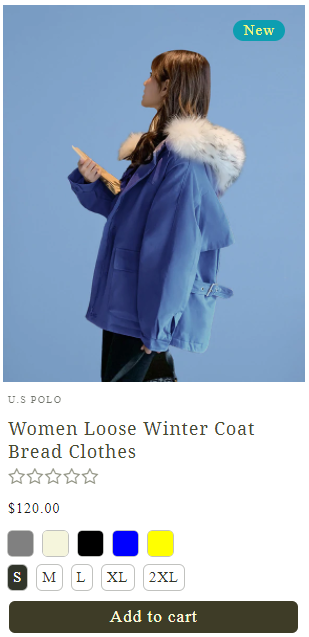 New
U.S POLO
Women Loose Winter Coat
Bread Clothes
$120.00
S M L XL 2XL
Add to cart